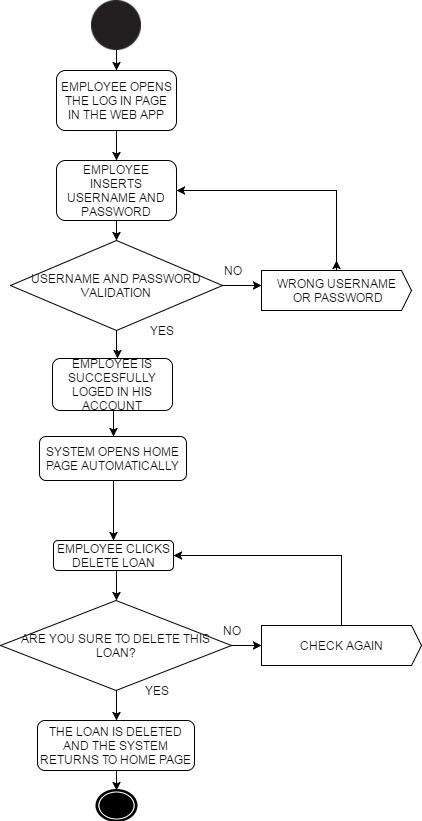 EMPLOYEE OPENS
THE LOG IN PAGE
IN THE WEB APP
EMPLOYEE
INSERTS
USERNAME AND
PASSWORD
USERNAME AND PASSWORD
VALIDATION
NO
WRONG USERNAME
OR PASSWORD
YES
EMPLOYEE IS
SUCCESFULLY
LOGED IN HIS
ACCOUNT
SYSTEM OPENS HOME
PAGE AUTOMATICALLY
EMPLOYEE CLICKS
DELETE LOAN
ARE YOU SURE TO DELETE THIS
LOAN?
NO
CHECK AGAIN
YES
THE LOAN IS DELETED
AND THE SYSTEM
RETURNS TO HOME PAGE